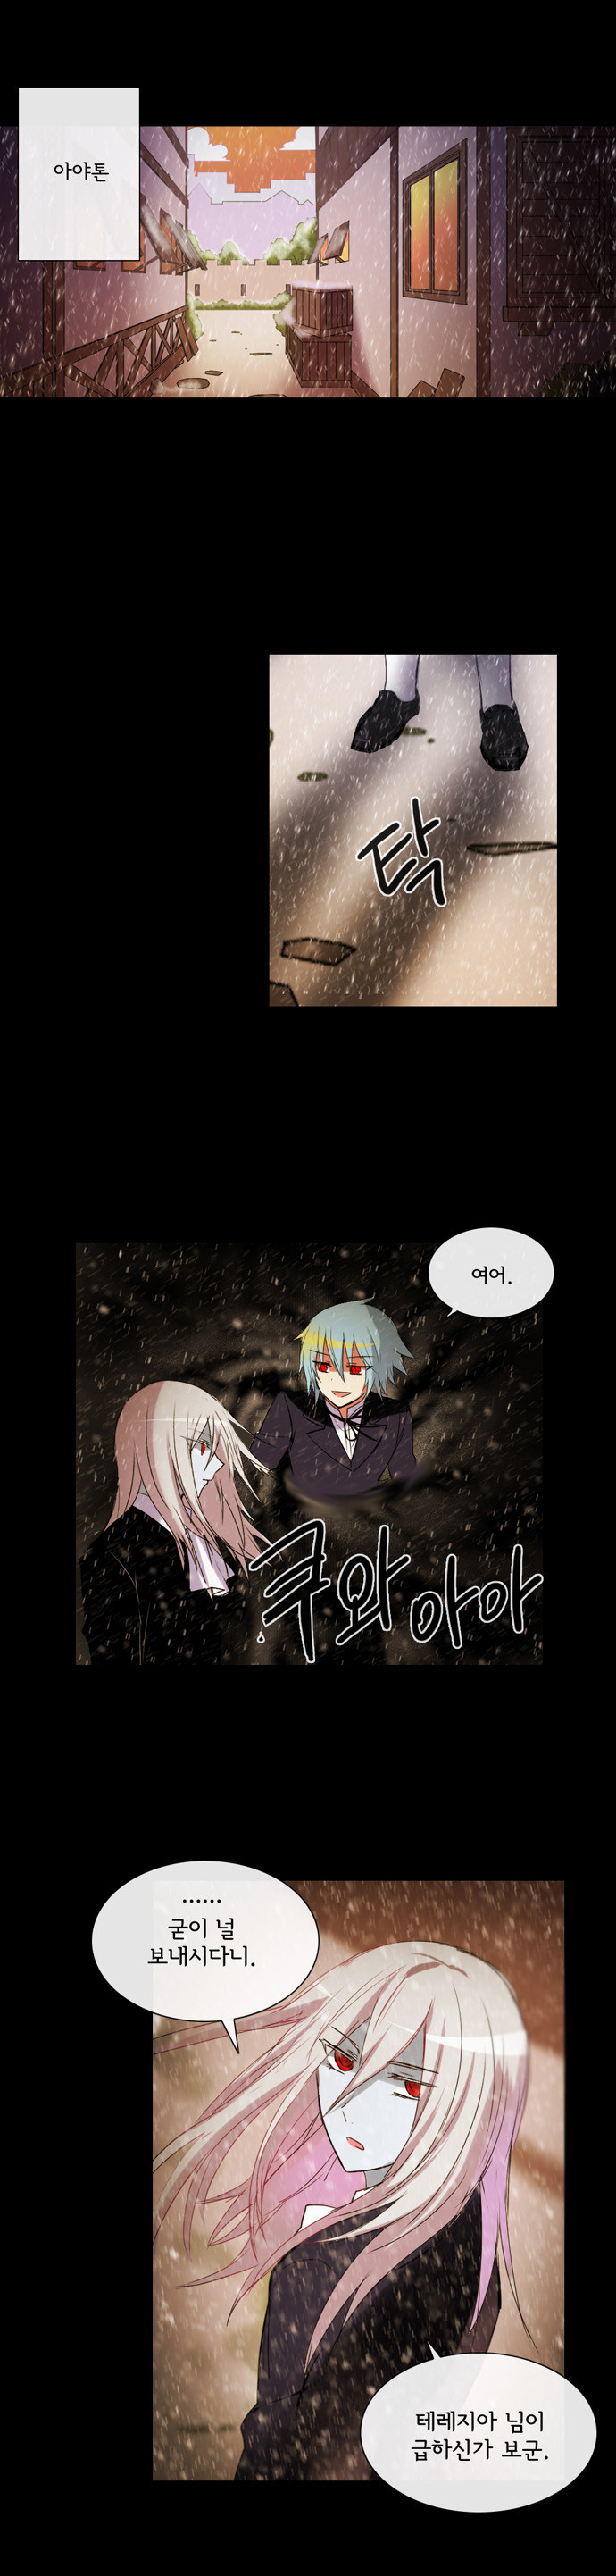 아야톤
탁
여어.
쿠와아아
......
굳이 널
보내시다니.
테레지아 님이
급하신가 보군.